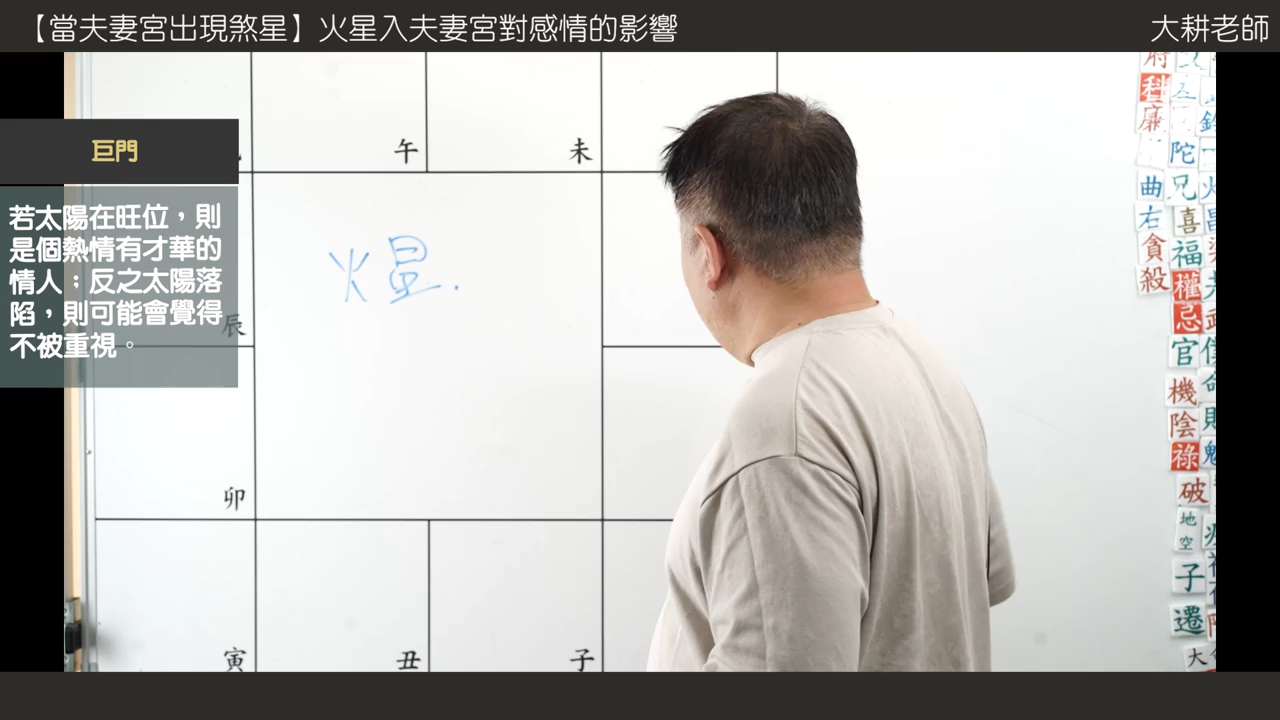 【當夫妻宮出現煞星】火星入夫妻宮對感情的影響
大耕老師
巨門
若太陽在旺位，則
是個熱情有才華的
情人；反之太陽落
陷，則可能會覺得
不被重視。
午
未
辰
卯
寅
丑
子
火星.
府
科
廉
陀
曲
兄
右
喜
貪
福
殺
權
忌
官
機
陰
祿
破
地空
子
遷
大